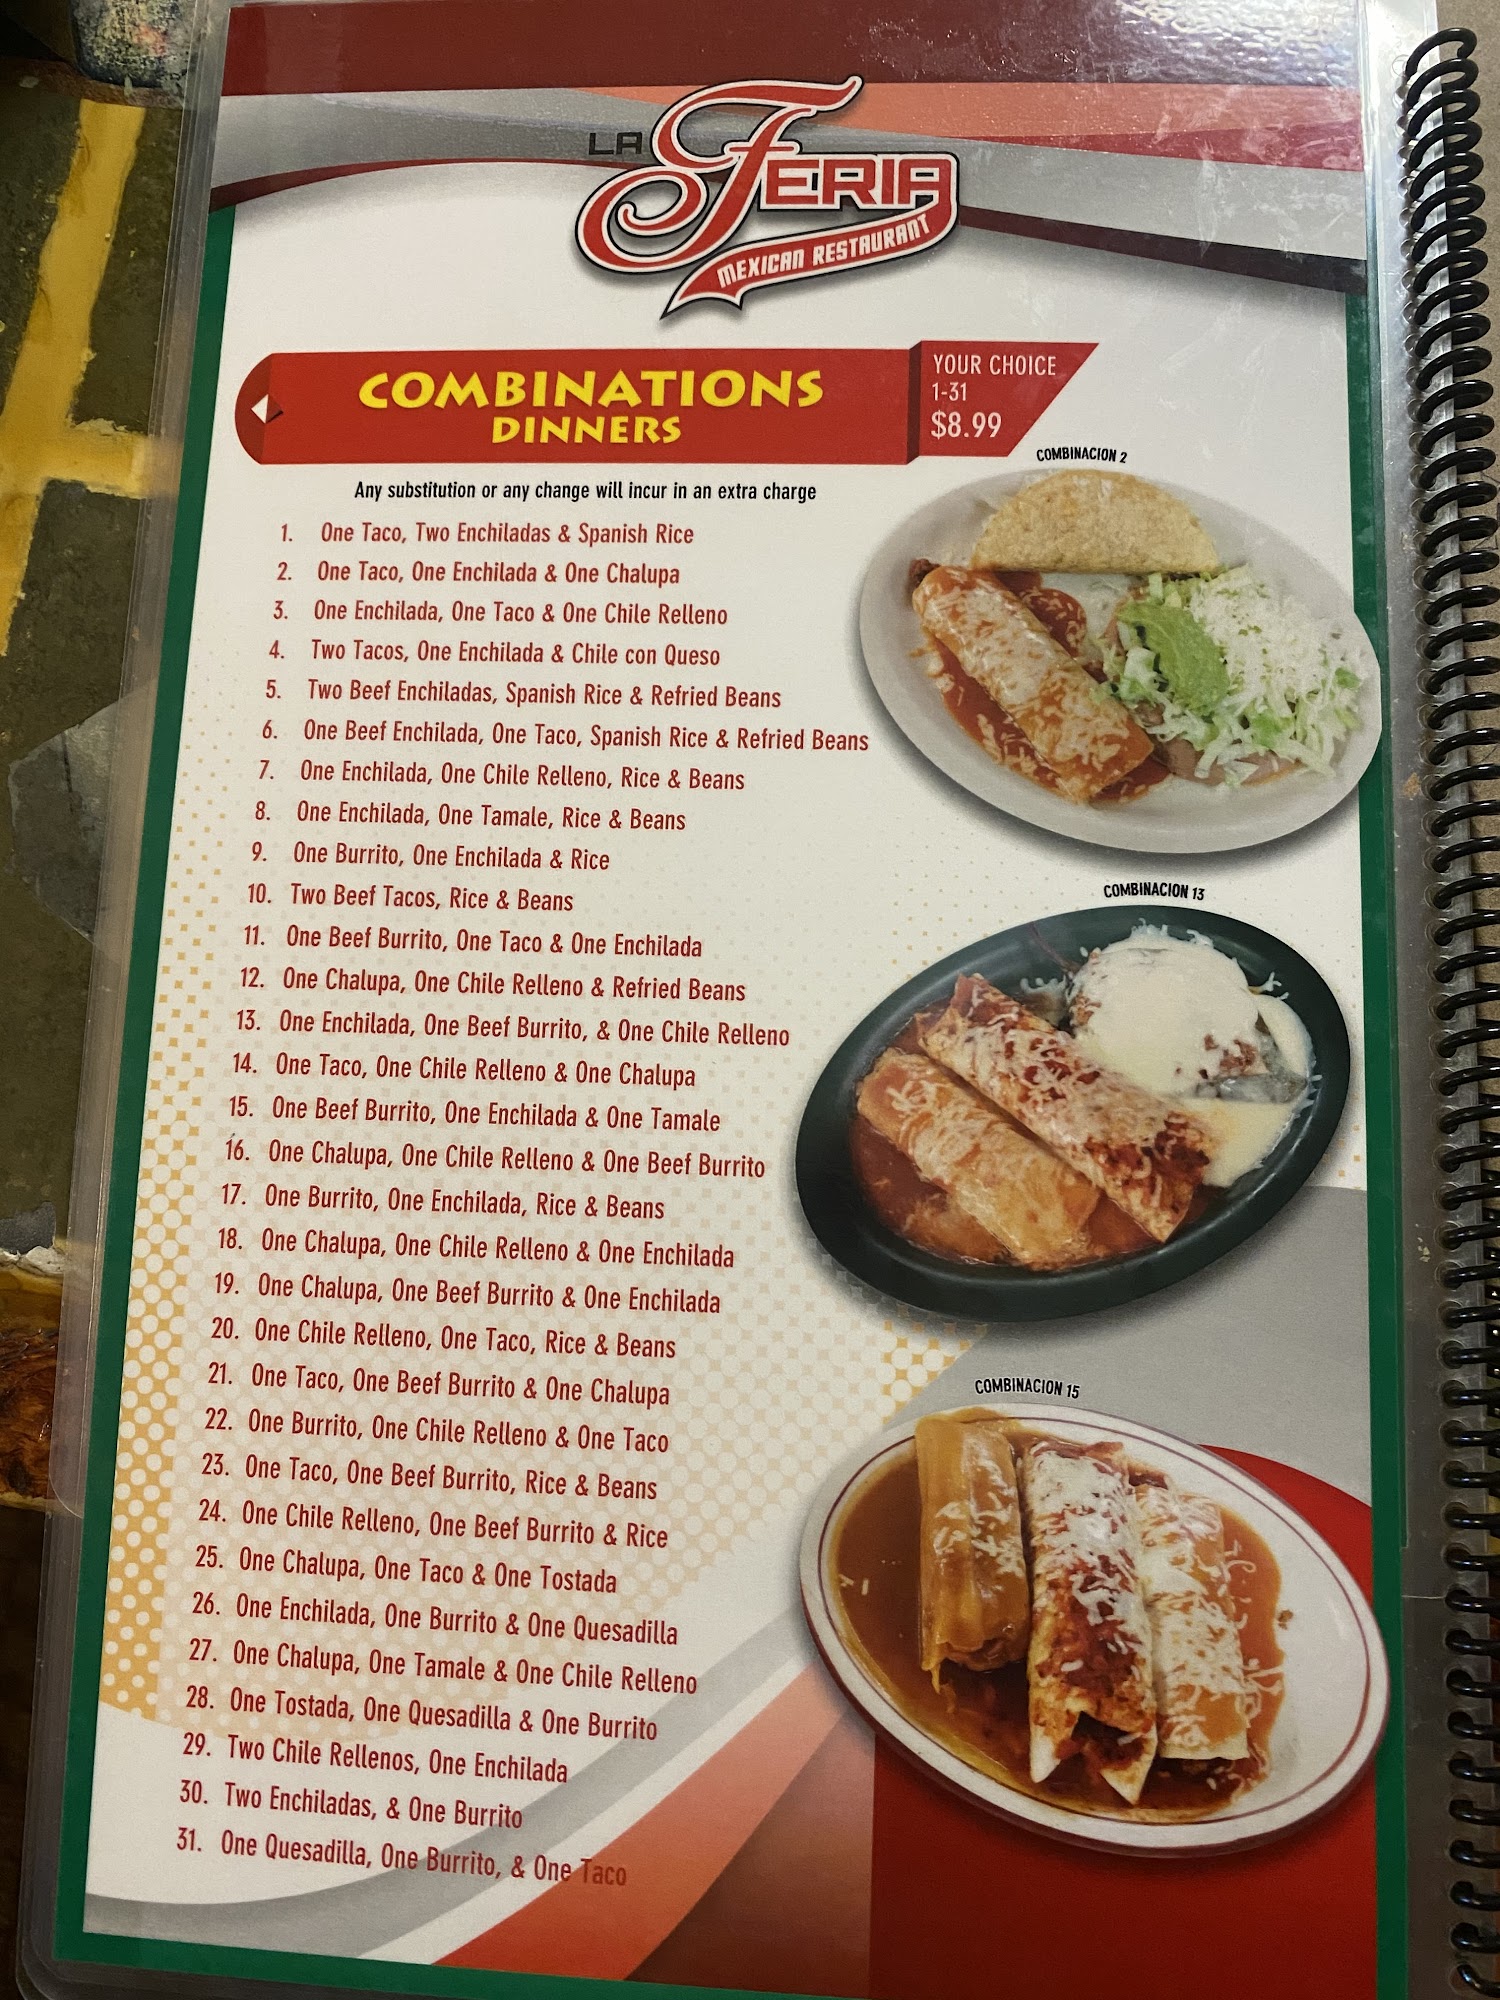 LA FERIA
MEXICAN RESTAURANT
COMBINATIONS
DINNERS
YOUR CHOICE
1-31
$8.99
Any substitution or any change will incur in an extra charge
1. One Taco, Two Enchiladas & Spanish Rice
2. One Taco, One Enchilada & One Chalupa
3. One Enchilada, One Taco & One Chile Relleno
4. Two Tacos, One Enchilada & Chile con Queso
5. Two Beef Enchiladas, Spanish Rice & Refried Beans
6. One Beef Enchilada, One Taco, Spanish Rice & Refried Beans
7. One Enchilada, One Chile Relleno, Rice & Beans
8. One Enchilada, One Tamale, Rice & Beans
9. One Burrito, One Enchilada & Rice
10. Two Beef Tacos, Rice & Beans
11. One Beef Burrito, One Taco & One Enchilada
12. One Chalupa, One Chile Relleno & Refried Beans
13. One Enchilada, One Beef Burrito, & One Chile Relleno
14. One Taco, One Chile Relleno & One Chalupa
15. One Beef Burrito, One Enchilada & One Tamale
16. One Chalupa, One Chile Relleno & One Beef Burrito
17. One Burrito, One Enchilada, Rice & Beans
18. One Chalupa, One Chile Relleno & One Enchilada
19. One Chalupa, One Beef Burrito & One Enchilada
20. One Chile Relleno, One Taco, Rice & Beans
21. One Taco, One Beef Burrito & One Chalupa
22. One Burrito, One Chile Relleno & One Taco
23. One Taco, One Beef Burrito, Rice & Beans
24. One Chile Relleno, One Beef Burrito & Rice
25. One Chalupa, One Taco & One Tostada
26. One Enchilada, One Burrito & One Quesadilla
27. One Chalupa, One Tamale & One Chile Relleno
28. One Tostada, One Quesadilla & One Burrito
29. Two Chile Rellenos, One Enchilada
30. Two Enchiladas, & One Burrito
31. One Quesadilla, One Burrito, & One Taco
COMBINACION 2
COMBINACION 13
COMBINACION 15